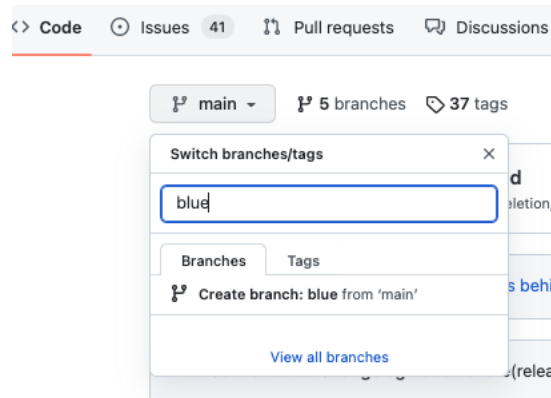 <> Code Issues 41 Pull requests Discussions
main 5 branches 37 tags
Switch branches/tags
blue
Branches Tags
Create branch: blue from ‘main’
View all branches